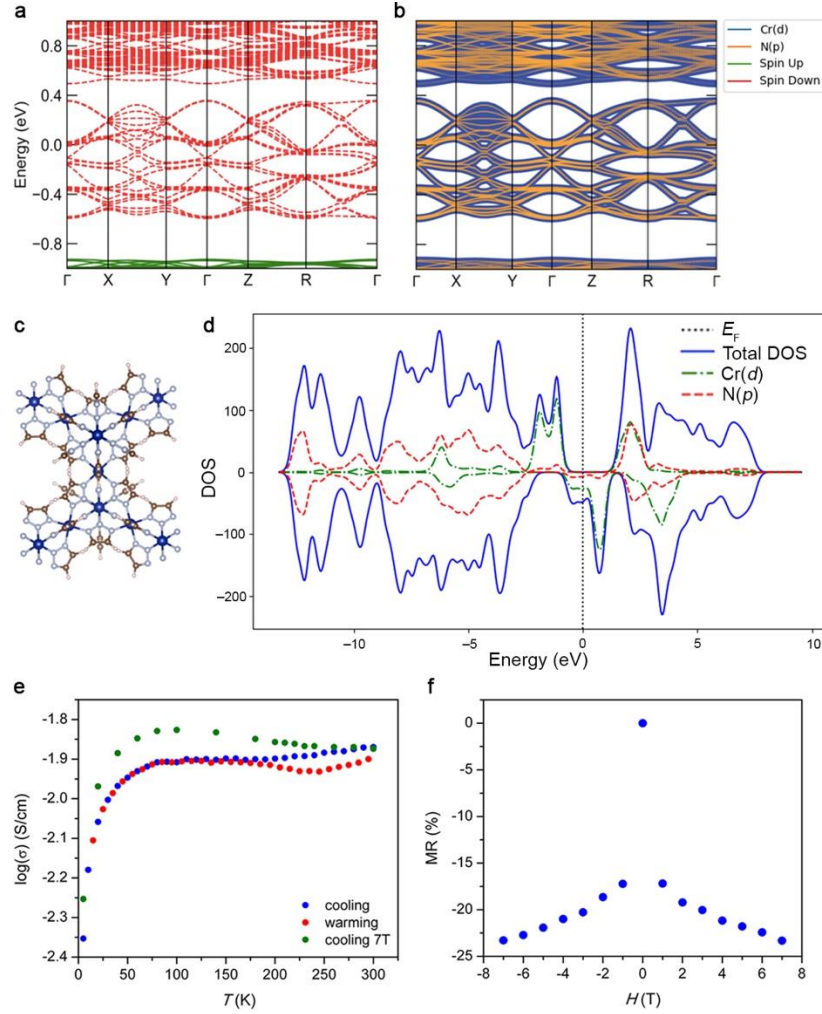 a
Energy (eV)
0.8
0.4
0.0
−0.4
−0.8
Γ X Y Γ Z R Γ
b
Γ X Y Γ Z R Γ
Cr(d)
N(p)
Spin Up
Spin Down
c
d
DOS
200
100
0
−100
−200
−10 −5 0 5 10
Energy (eV)
E_F
Total DOS
Cr(d)
N(p)
e
log(σ) (S/cm)
-1.8
-1.9
-2.0
-2.1
-2.2
-2.3
-2.4
0 50 100 150 200 250 300
T (K)
cooling
warming
cooling 7T
f
MR (%)
0
-5
-10
-15
-20
-25
-8 -6 -4 -2 0 2 4 6 8
H (T)